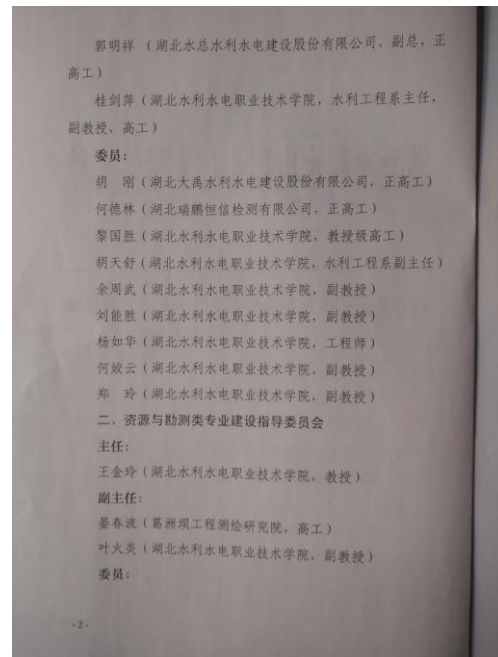 郭明祥（湖北水总水利水电建设股份有限公司，副总，正
高工）
桂剑萍（湖北水利水电职业技术学院，水利工程系主任，
副教授，高工）
委员：
胡　刚（湖北大禹水利水电建设股份有限公司，正高工）
何德林（湖北瑞鹏恒信检测有限公司，正高工）
黎国胜（湖北水利水电职业技术学院，教授级高工）
胡天舒（湖北水利水电职业技术学院，水利工程系副主任）
余周武（湖北水利水电职业技术学院，副教授）
刘能胜（湖北水利水电职业技术学院，副教授）
杨如华（湖北水利水电职业技术学院，工程师）
何姣云（湖北水利水电职业技术学院，副教授）
郑　玲（湖北水利水电职业技术学院，副教授）
二、资源与勘测类专业建设指导委员会
主任：
王金玲（湖北水利水电职业技术学院，教授）
副主任：
晏春波（葛洲坝工程测绘研究院，高工）
叶火炎（湖北水利水电职业技术学院，副教授）
委员：
-2-